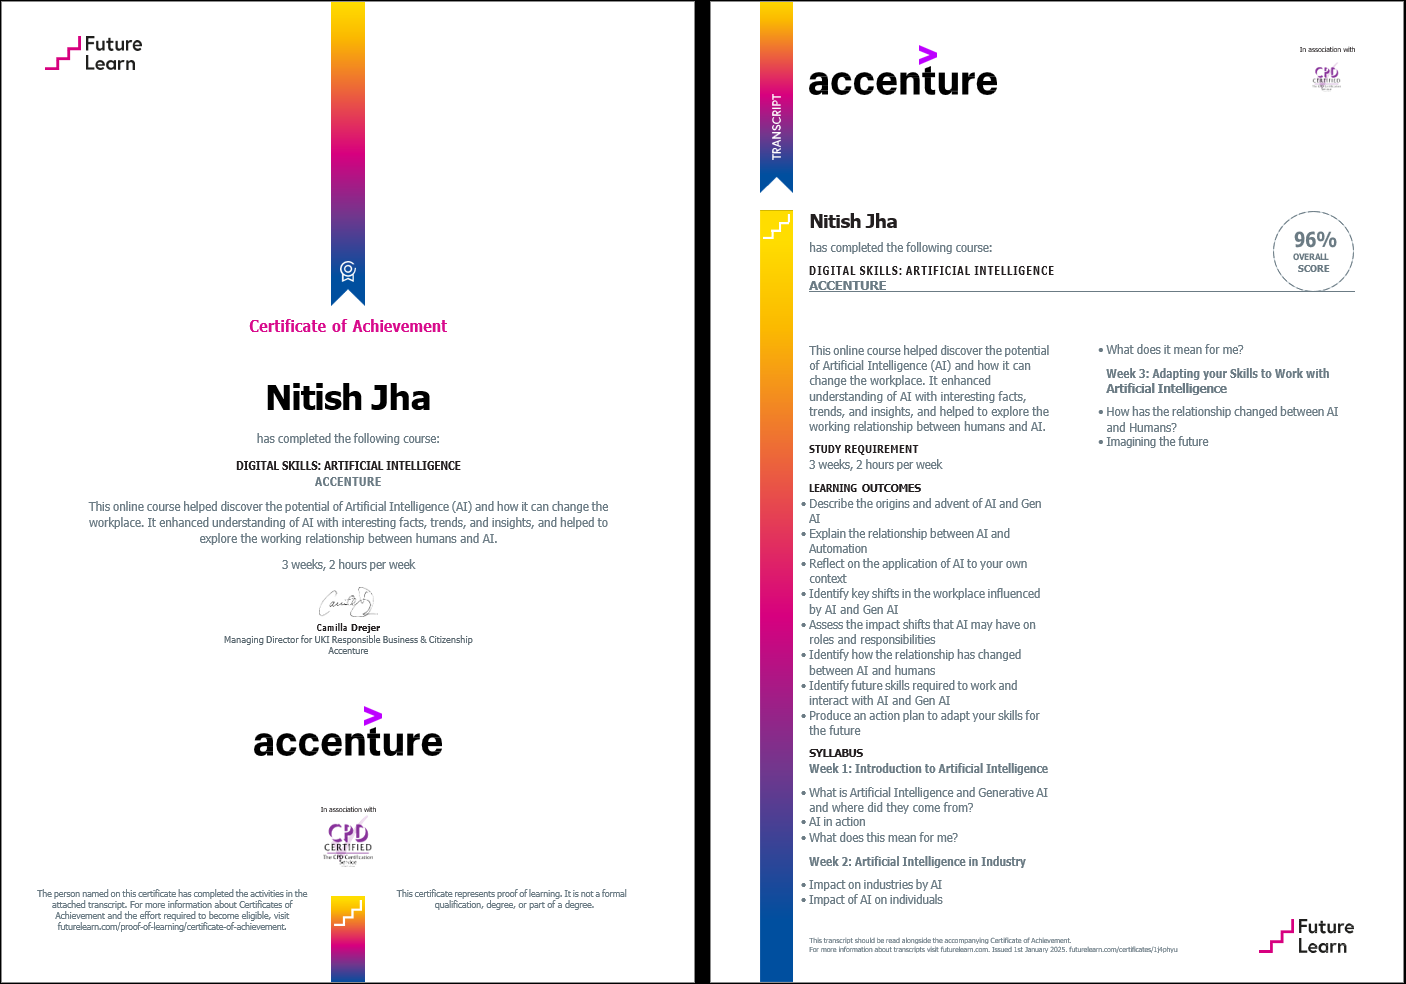 Future
Learn
Certificate of Achievement
Nitish Jha
has completed the following course:
DIGITAL SKILLS: ARTIFICIAL INTELLIGENCE
ACCENTURE
This online course helped discover the potential of Artificial Intelligence (AI) and how it can change the
workplace. It enhanced understanding of AI with interesting facts, trends, and insights, and helped to
explore the working relationship between humans and AI.
3 weeks, 2 hours per week
Camilla Drejer
Managing Director for UKI Responsible Business & Citizenship
Accenture
accenture
In association with
CPD
CERTIFIED
The CPD Certification
Service
The person named on this certificate has completed the activities in the
attached transcript. For more information about Certificates of
Achievement and the effort required to become eligible, visit
futurelearn.com/proof-of-learning/certificate-of-achievement.
This certificate represents proof of learning. It is not a formal
qualification, degree, or part of a degree.
TRANSCRIPT
accenture
In association with
CPD
CERTIFIED
Nitish Jha
has completed the following course:
DIGITAL SKILLS: ARTIFICIAL INTELLIGENCE
ACCENTURE
96%
OVERALL
SCORE
This online course helped discover the potential
of Artificial Intelligence (AI) and how it can
change the workplace. It enhanced
understanding of AI with interesting facts,
trends, and insights, and helped to explore the
working relationship between humans and AI.
STUDY REQUIREMENT
3 weeks, 2 hours per week
LEARNING OUTCOMES
• Describe the origins and advent of AI and Gen
AI
• Explain the relationship between AI and
Automation
• Reflect on the application of AI to your own
context
• Identify key shifts in the workplace influenced
by AI and Gen AI
• Assess the impact shifts that AI may have on
roles and responsibilities
• Identify how the relationship has changed
between AI and humans
• Identify future skills required to work and
interact with AI and Gen AI
• Produce an action plan to adapt your skills for
the future
SYLLABUS
Week 1: Introduction to Artificial Intelligence
• What is Artificial Intelligence and Generative AI
and where did they come from?
• AI in action
• What does this mean for me?
Week 2: Artificial Intelligence in Industry
• Impact on industries by AI
• Impact of AI on individuals
• What does it mean for me?
Week 3: Adapting your Skills to Work with
Artificial Intelligence
• How has the relationship changed between AI
and Humans?
• Imagining the future
This transcript should be read alongside the accompanying Certificate of Achievement.
For more information about transcripts visit futurelearn.com. Issued 1st January 2025. futurelearn.com/certificates/1j4phyu
Future
Learn